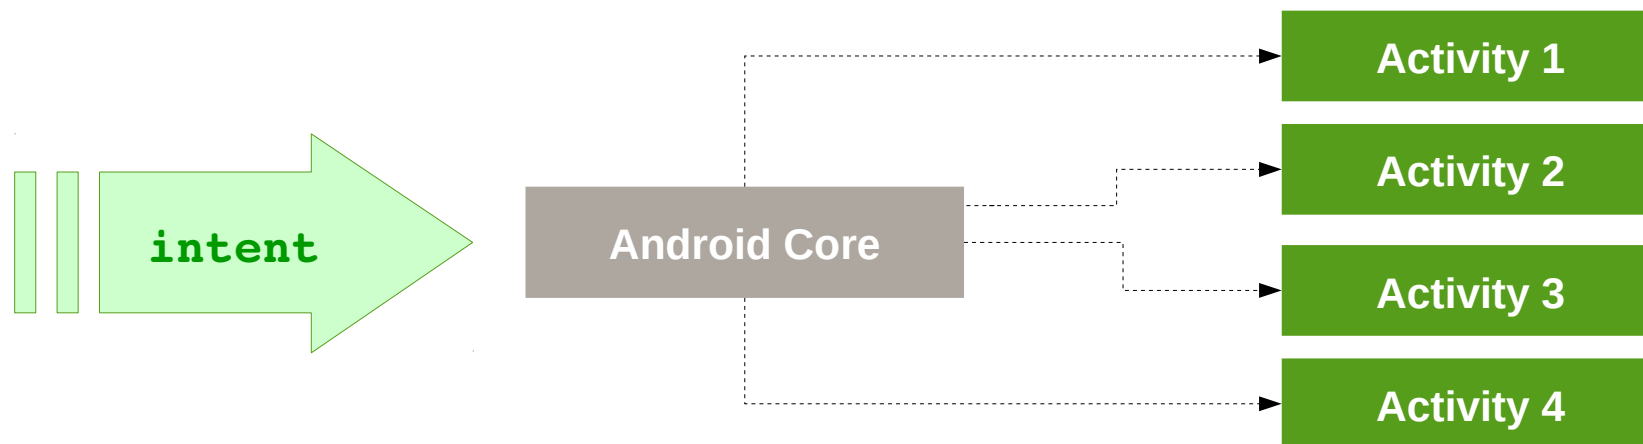 Activity 1
Activity 2
intent
Android Core
Activity 3
Activity 4